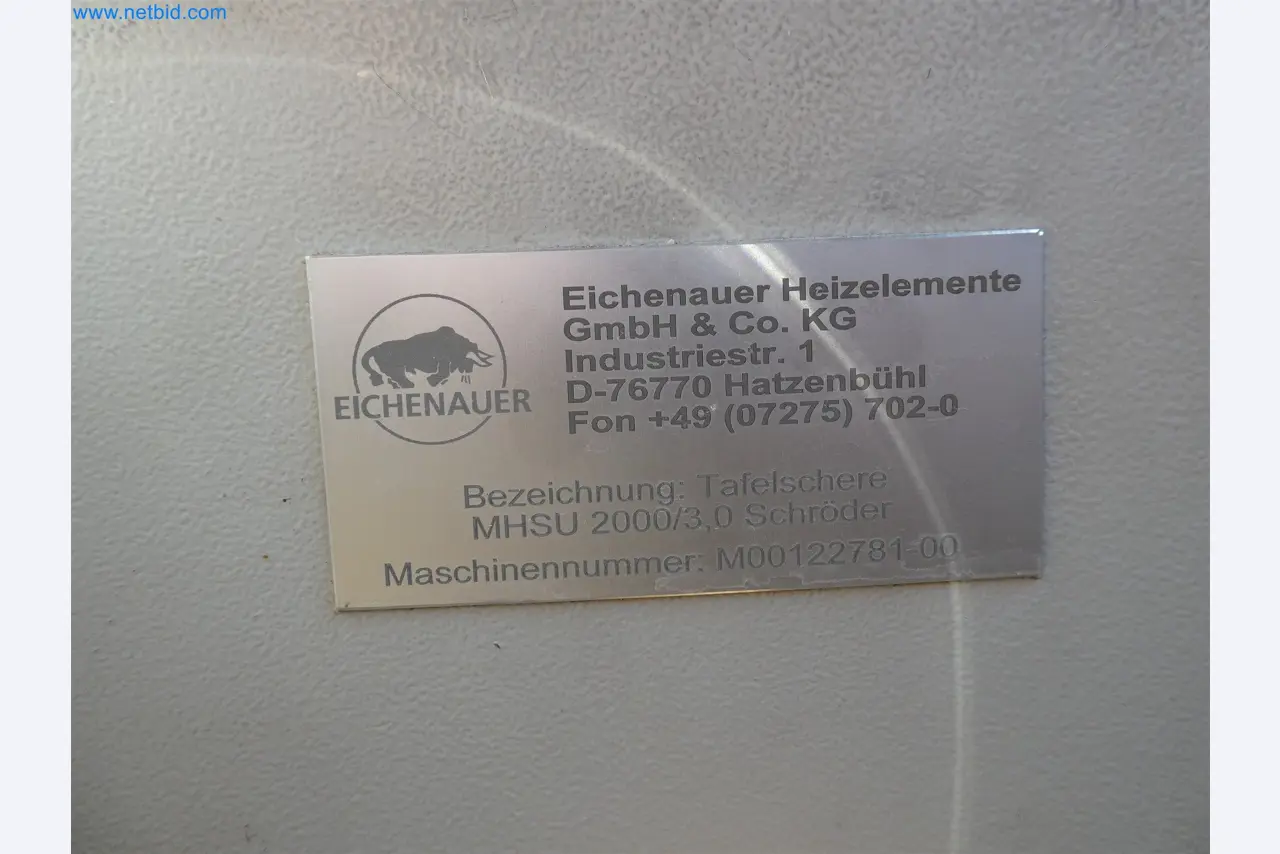 www.netbid.com
EICHENAUER
Eichenauer Heizelemente
GmbH & Co. KG
Industriestr. 1
D-76770 Hatzenbühl
Fon +49 (07275) 702-0
Bezeichnung: Tafelschere
MHSU 2000/3,0 Schröder
Maschinennummer: M00122781-00